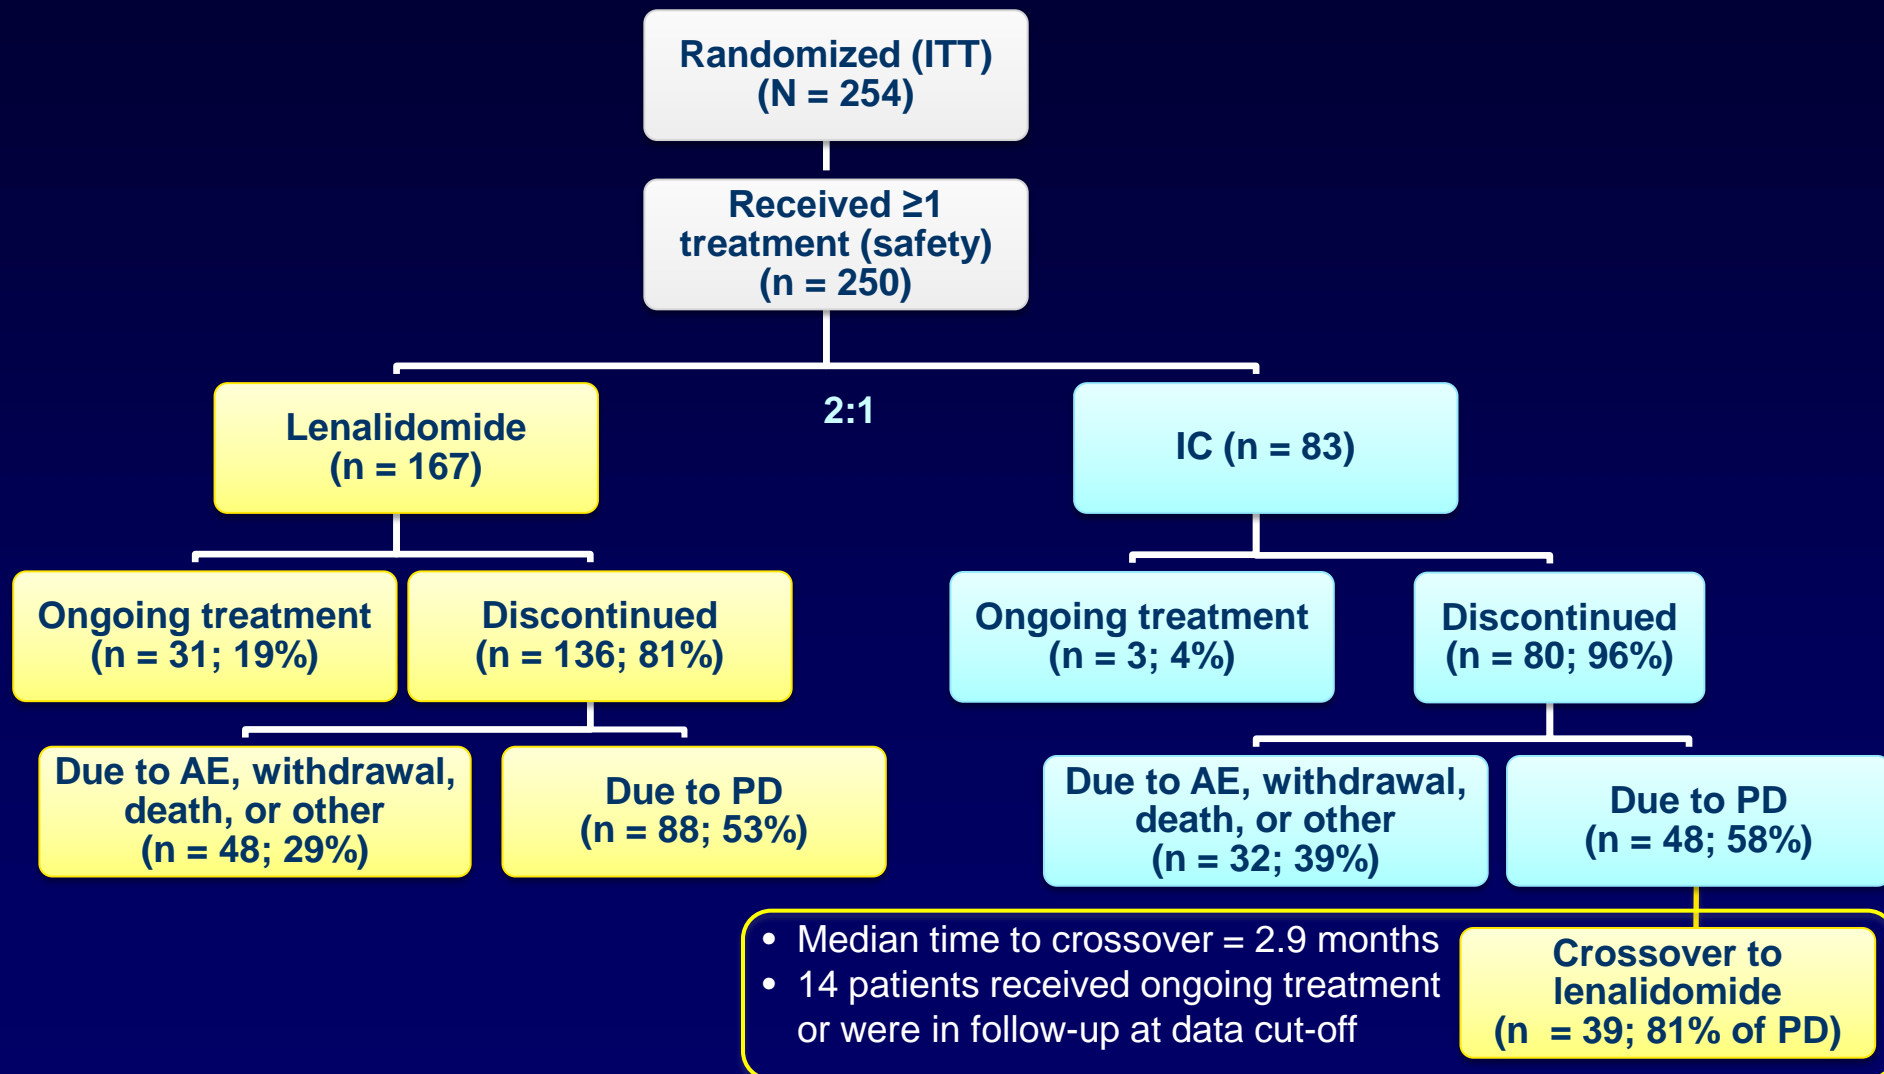 Randomized (ITT)
(N = 254)
Received ≥1
treatment (safety)
(n = 250)
2:1
Lenalidomide
(n = 167)
IC (n = 83)
Ongoing treatment
(n = 31; 19%)
Discontinued
(n = 136; 81%)
Ongoing treatment
(n = 3; 4%)
Discontinued
(n = 80; 96%)
Due to AE, withdrawal,
death, or other
(n = 48; 29%)
Due to PD
(n = 88; 53%)
Due to AE, withdrawal,
death, or other
(n = 32; 39%)
Due to PD
(n = 48; 58%)
• Median time to crossover = 2.9 months
• 14 patients received ongoing treatment
or were in follow-up at data cut-off
Crossover to
lenalidomide
(n  = 39; 81% of PD)